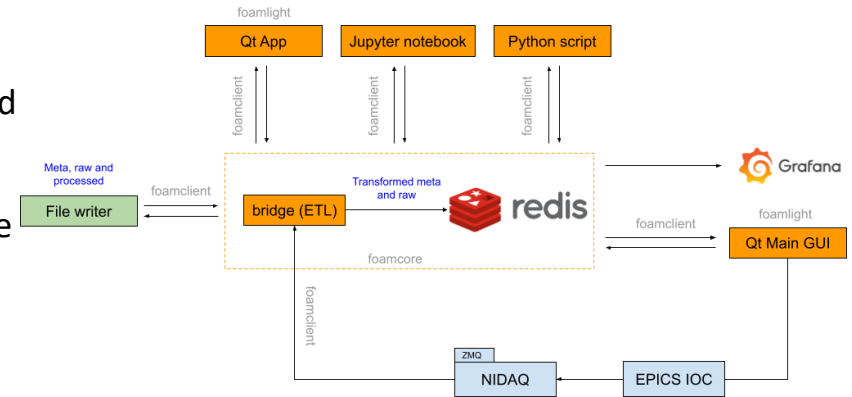 foamlight
Qt App
Jupyter notebook
Python script
foamclient
foamclient
foamclient
d
Meta, raw and
processed
File writer
foamclient
e
bridge (ETL)
Transformed meta
and raw
redis
foamcore
Grafana
foamclient
foamlight
Qt Main GUI
foamclient
ZMQ
NIDAQ
EPICS IOC